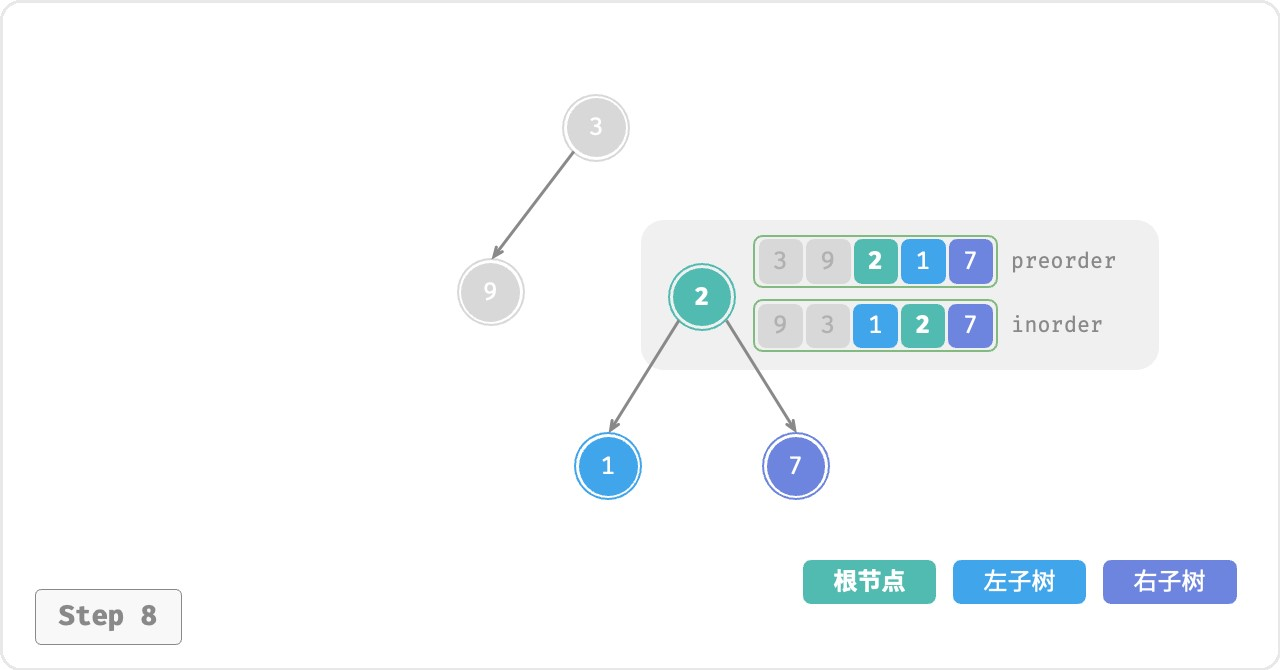 3
9
2
3 9 2 1 7 preorder
9 3 1 2 7 inorder
1 7
根节点 左子树 右子树
Step 8